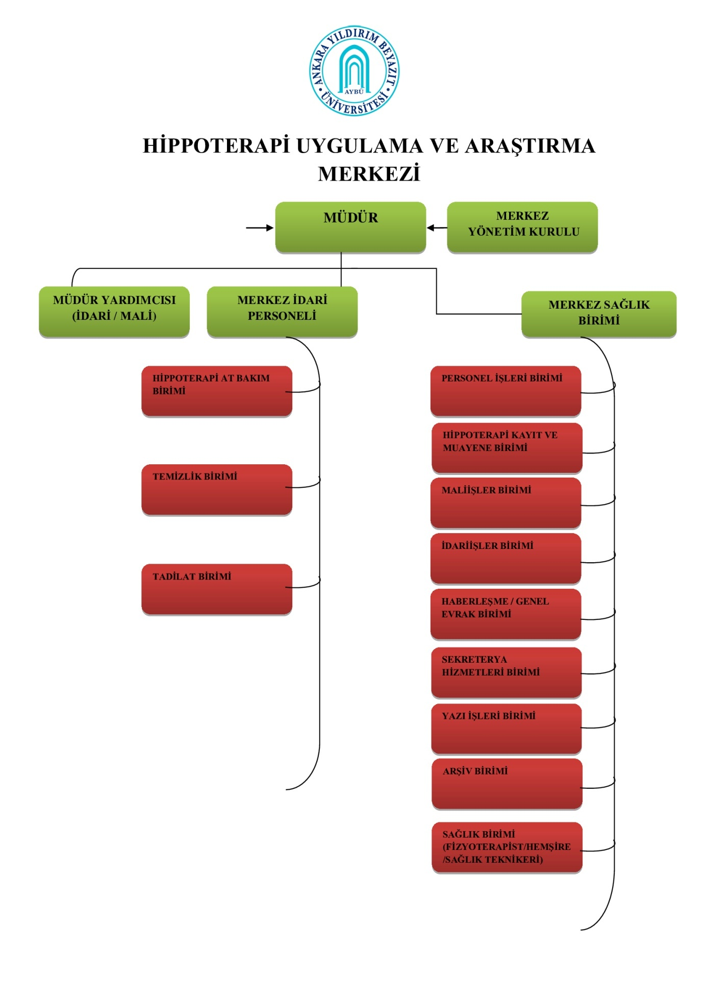 ANKARA YILDIRIM BEYAZIT
ÜNİVERSİTESİ
AYBÜ
HİPPOTERAPİ UYGULAMA VE ARAŞTIRMA
MERKEZİ
MÜDÜR
MERKEZ
YÖNETİM KURULU
MÜDÜR YARDIMCISI
(İDARİ / MALİ)
MERKEZ İDARİ
PERSONELİ
MERKEZ SAĞLIK
BİRİMİ
HİPPOTERAPİ AT BAKIM
BİRİMİ
TEMİZLİK BİRİMİ
TADİLAT BİRİMİ
PERSONEL İŞLERİ BİRİMİ
HİPPOTERAPİ KAYIT VE
MUAYENE BİRİMİ
MALİİŞLER BİRİMİ
İDARİİŞLER BİRİMİ
HABERLEŞME / GENEL
EVRAK BİRİMİ
SEKRETERYA
HİZMETLERİ BİRİMİ
YAZI İŞLERİ BİRİMİ
ARŞİV BİRİMİ
SAĞLIK BİRİMİ
(FİZYOTERAPİST/HEMŞİRE
/SAĞLIK TEKNİKERİ)